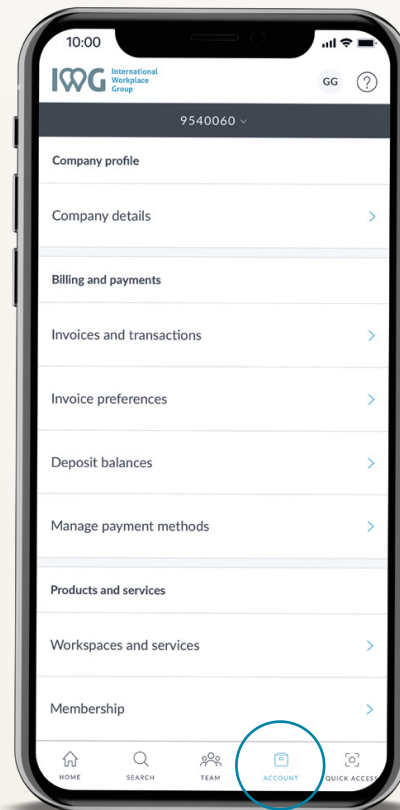 10:00
IWG International
Workplace
Group
GG ?
9540060
Company profile
Company details
Billing and payments
Invoices and transactions
Invoice preferences
Deposit balances
Manage payment methods
Products and services
Workspaces and services
Membership
HOME SEARCH TEAM ACCOUNT QUICK ACCESS